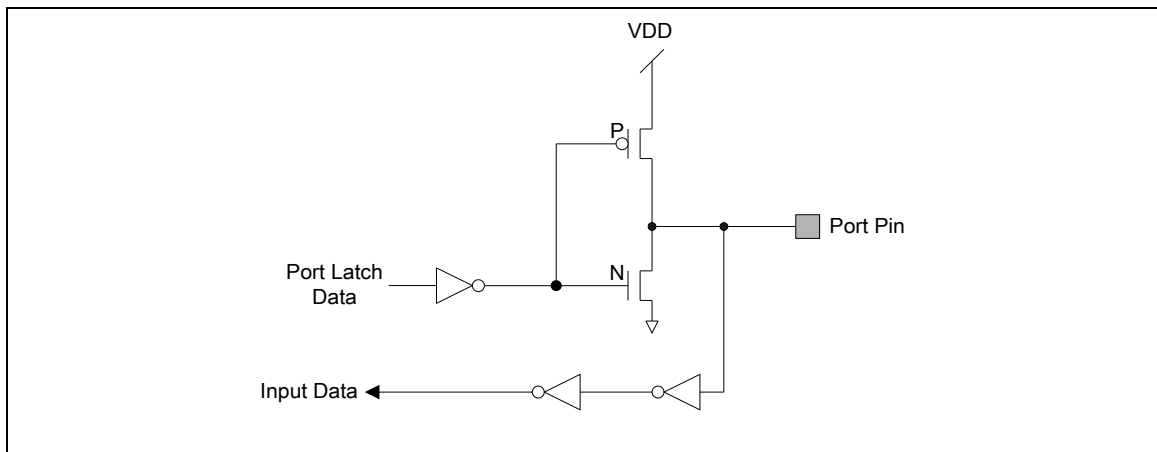 VDD
P
Port Pin
N
Port Latch
Data
Input Data